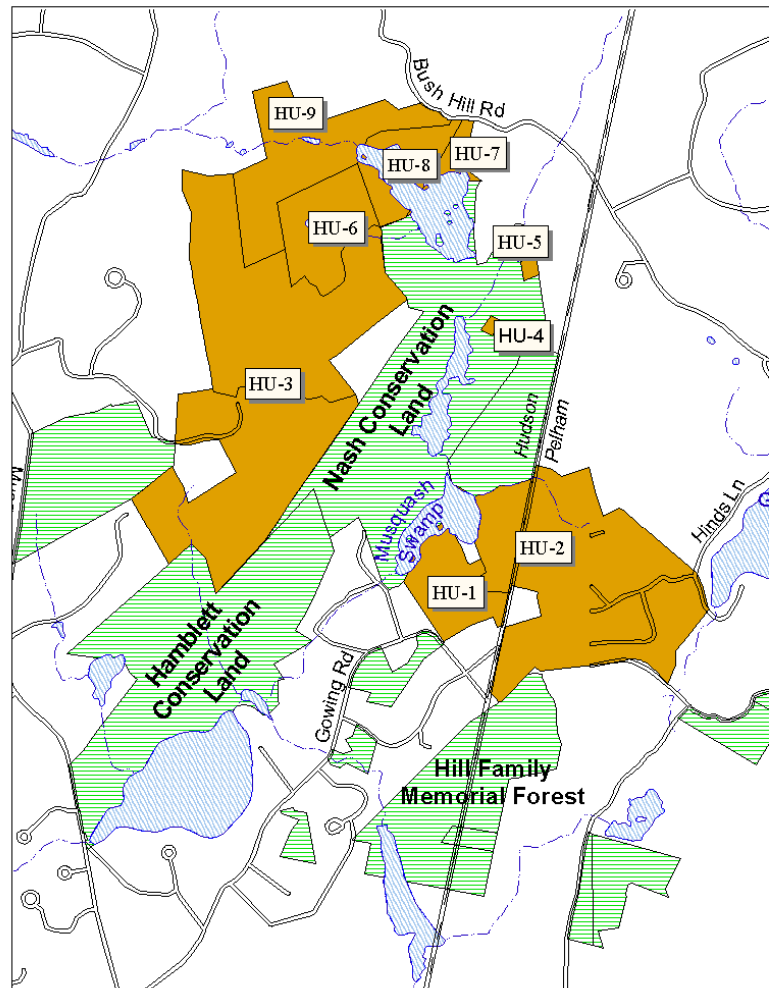 Bush Hill Rd
HU-9
HU-7
HU-8
HU-6
HU-5
HU-4
Nash Conservation
Land
HU-3
Hudson
Pelham
Musquash
Swamp
HU-2
Hinds Ln
HU-1
Hamblett
Conservation
Land
Gowing Rd
Hill Family
Memorial Forest